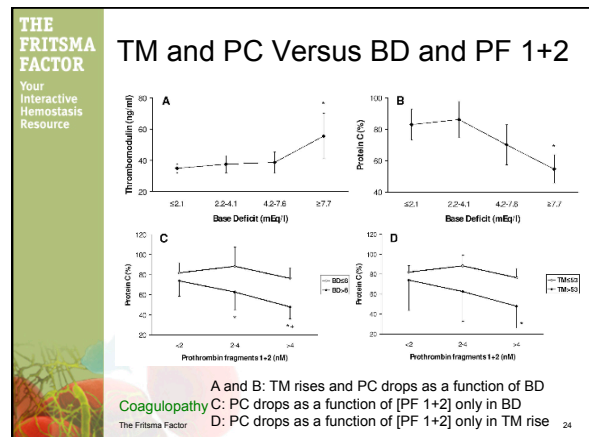 THE
FRITSMA
FACTOR
Your
Interactive
Hemostasis
Resource
TM and PC Versus BD and PF 1+2
A
Thrombomodulin (ng/ml)
80
60
40
20
*
≤2.1
2.2-4.1
4.2-7.6
≥7.7
Base Deficit (mEq/l)
B
Protein C (%)
100
80
60
40
*
≤2.1
2.2-4.1
4.2-7.6
≥7.7
Base Deficit (mEq/l)
C
Protein C (%)
120
100
80
60
40
20
*
*+
BD≤6
BD>6
<2
2-4
>4
Prothrombin fragments 1+2 (nM)
D
Protein C (%)
120
100
80
60
40
20
*
TM≤53
TM>53
<2
2-4
>4
Prothrombin fragments 1+2 (nM)
A and B: TM rises and PC drops as a function of BD
Coagulopathy C: PC drops as a function of [PF 1+2] only in BD
The Fritsma Factor D: PC drops as a function of [PF 1+2] only in TM rise 24